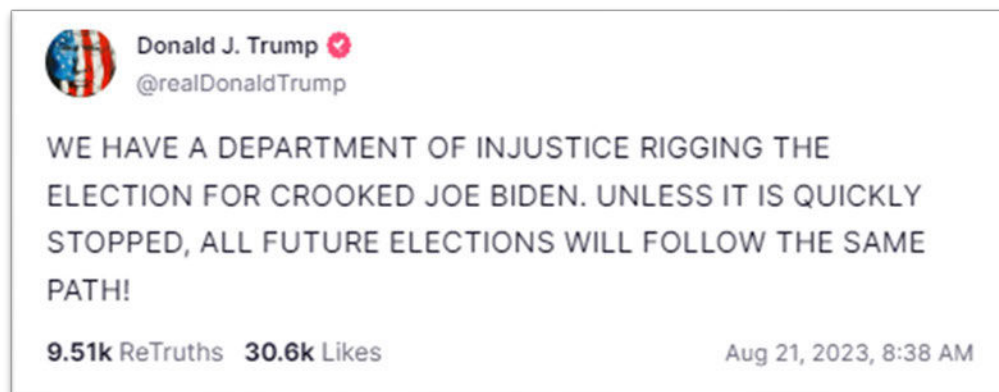 Donald J. Trump
@realDonaldTrump
WE HAVE A DEPARTMENT OF INJUSTICE RIGGING THE
ELECTION FOR CROOKED JOE BIDEN. UNLESS IT IS QUICKLY
STOPPED, ALL FUTURE ELECTIONS WILL FOLLOW THE SAME
PATH!
9.51k ReTruths 30.6k Likes Aug 21, 2023, 8:38 AM